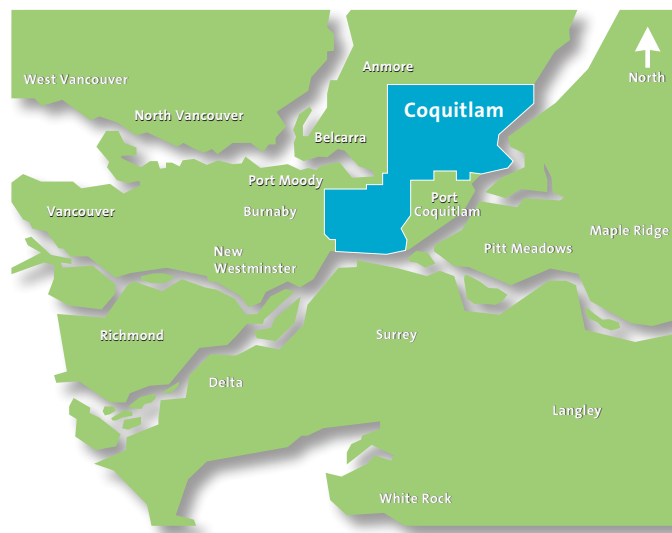 Anmore
West Vancouver
North
Coquitlam
North Vancouver
Belcarra
Port Moody
Vancouver
Burnaby
Port
Coquitlam
Maple Ridge
Pitt Meadows
New
Westminster
Richmond
Surrey
Delta
Langley
White Rock